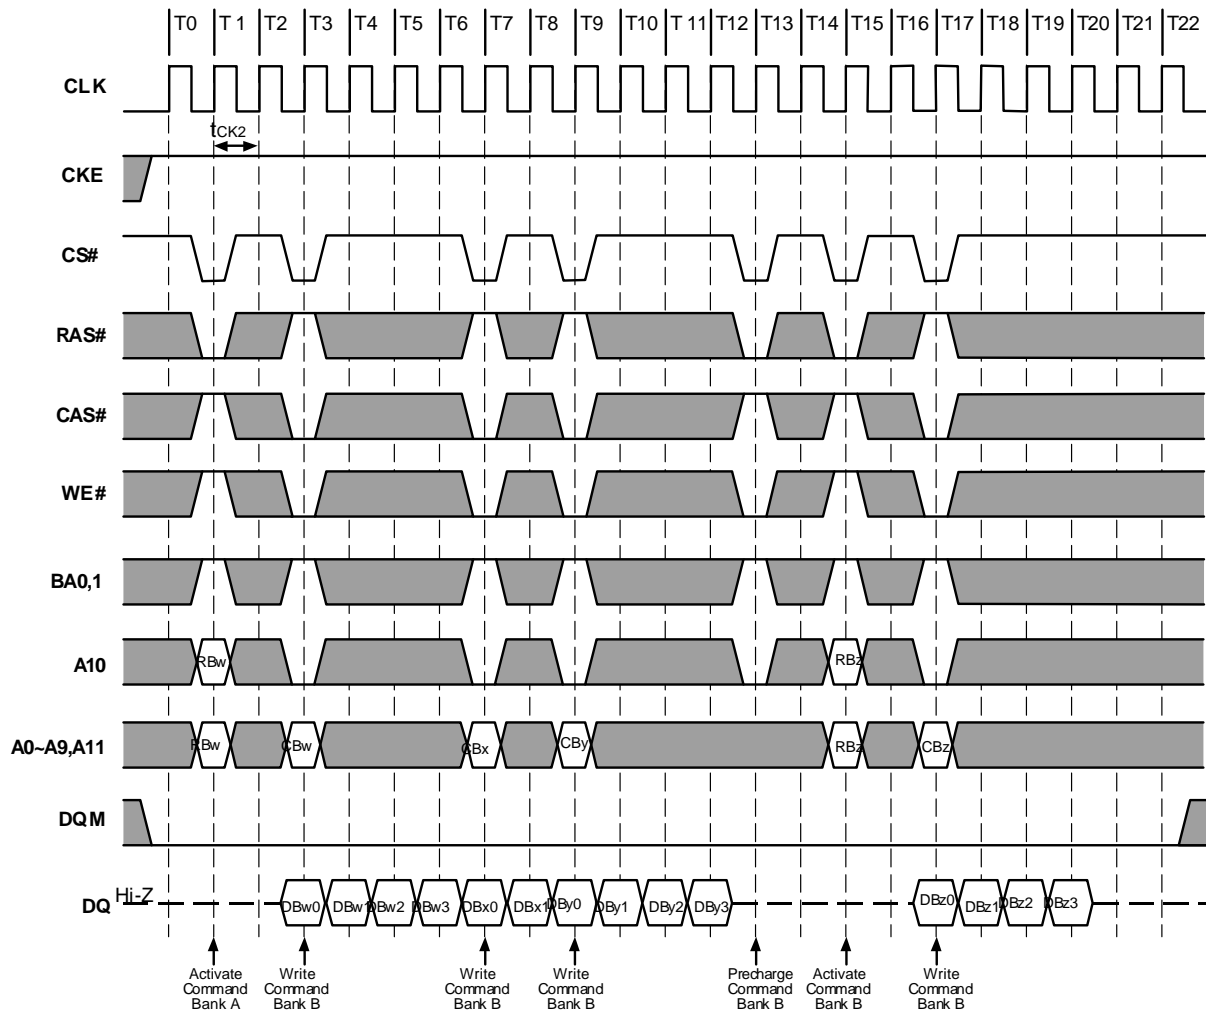 T0 T 1 T2 T3 T4 T5 T6 T7 T8 T9 T10 T 11 T12 T13 T14 T15 T16 T17 T18 T19 T20 T21 T22
CLK
tCK2
CKE
CS#
RAS#
CAS#
WE#
BA0,1
A10 RBw RBz
A0~A9,A11 RBw CBw CBx CBy RBz CBz
DQM
DQ Hi-Z DBw0 DBw1 DBw2 DBw3 DBx0 DBx1 DBy0 DBy1 DBy2 DBy3 DBz0 DBz1 DBz2 DBz3
Activate
Command
Bank A
Write
Command
Bank B
Write
Command
Bank B
Write
Command
Bank B
Precharge
Command
Bank B
Activate
Command
Bank B
Write
Command
Bank B